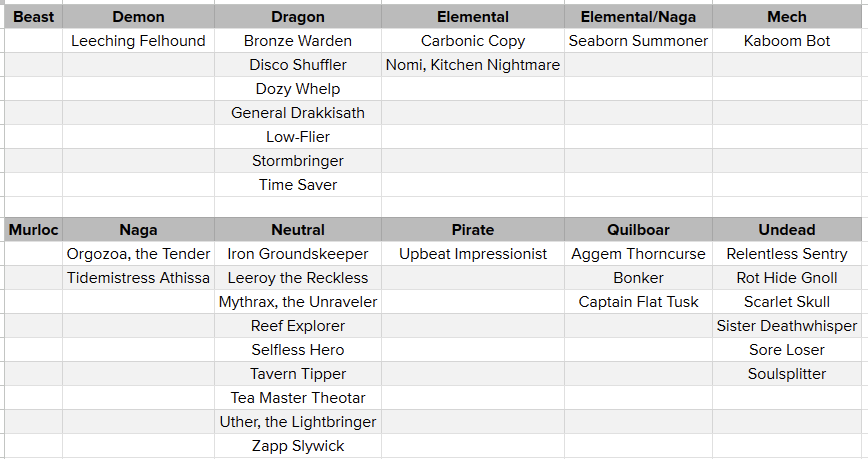 Beast Demon Dragon Elemental Elemental/Naga Mech
Leeching Felhound Bronze Warden Carbonic Copy Seaborn Summoner Kaboom Bot
Disco Shuffler Nomi, Kitchen Nightmare
Dozy Whelp
General Drakkisath
Low-Flier
Stormbringer
Time Saver
Murloc Naga Neutral Pirate Quilboar Undead
Orgozoa, the Tender Iron Groundskeeper Upbeat Impressionist Aggem Thorncurse Relentless Sentry
Tidemistress Athissa Leeroy the Reckless Bonker Rot Hide Gnoll
Mythrax, the Unraveler Captain Flat Tusk Scarlet Skull
Reef Explorer Sister Deathwhisper
Selfless Hero Sore Loser
Tavern Tipper Soulsplitter
Tea Master Theotar
Uther, the Lightbringer
Zapp Slywick